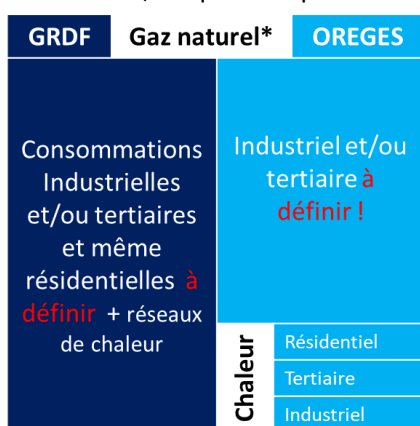 GRDF Gaz naturel* OREGES
Consommations
Industrielles
et/ou tertiaires
et même
résidentielles à
définir + réseaux
de chaleur
Industriel et/ou
tertiaire à
définir !
Chaleur
Résidentiel
Tertiaire
Industriel